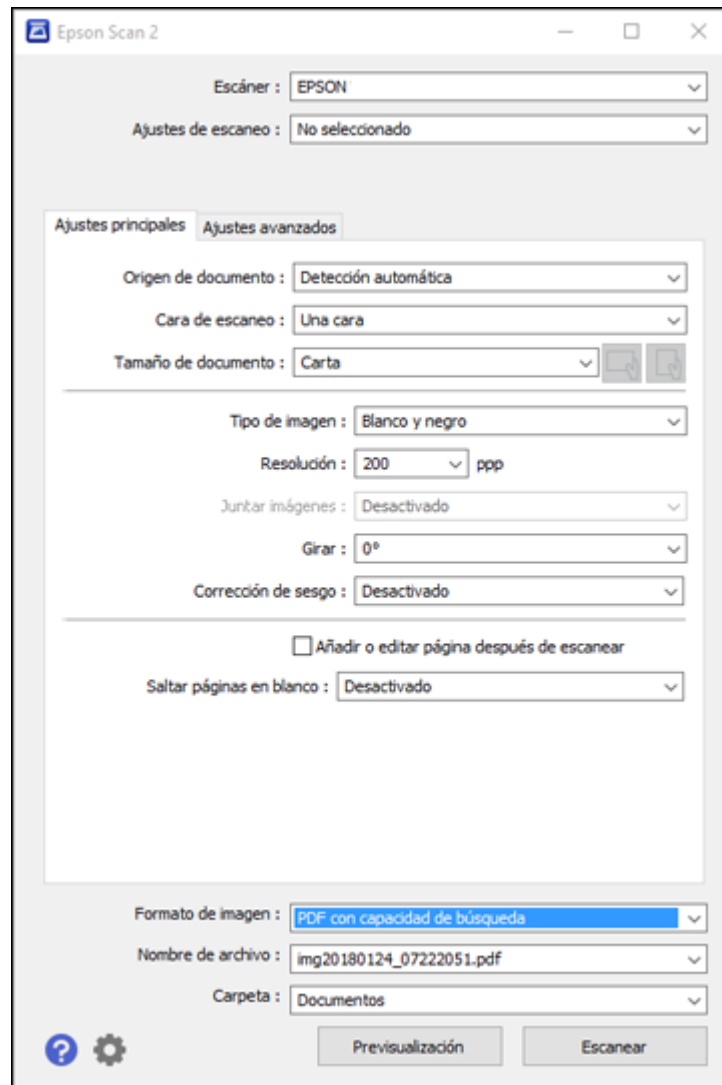 Epson Scan 2
Escáner : EPSON
Ajustes de escaneo : No seleccionado
Ajustes principales Ajustes avanzados
Origen de documento : Detección automática
Cara de escaneo : Una cara
Tamaño de documento : Carta
Tipo de imagen : Blanco y negro
Resolución : 200 ppp
Juntar imágenes : Desactivado
Girar : 0°
Corrección de sesgo : Desactivado
Añadir o editar página después de escanear
Saltar páginas en blanco : Desactivado
Formato de imagen : PDF con capacidad de búsqueda
Nombre de archivo : img20180124_07222051.pdf
Carpeta : Documentos
? Previsualización Escanear